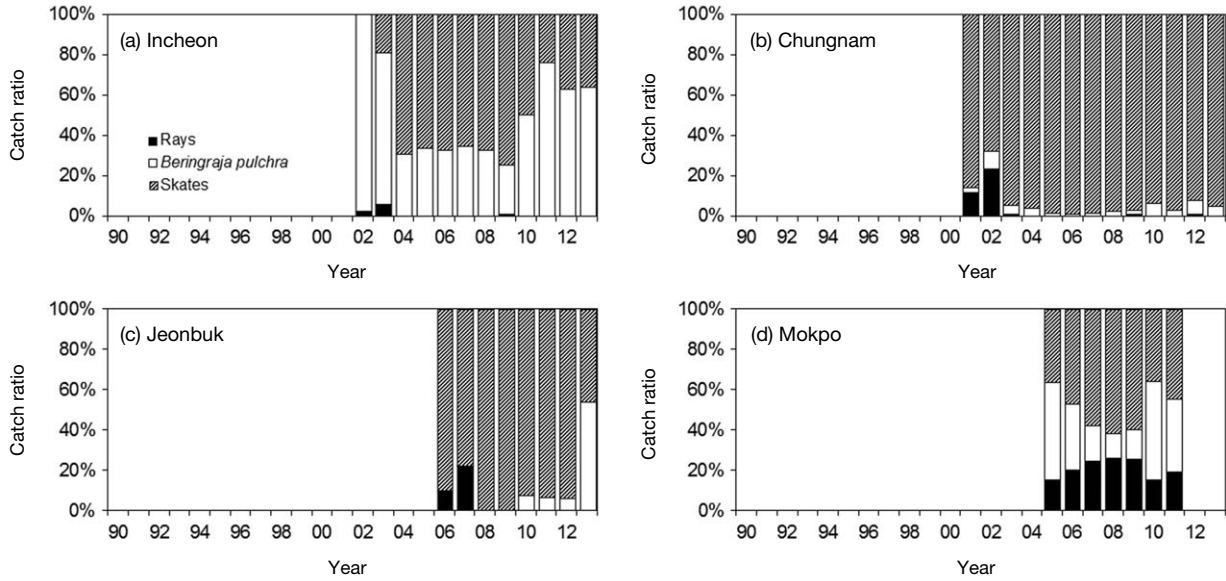 100%
80%
60%
40%
20%
0%
Catch ratio
(a) Incheon
Rays
Beringraja pulchra
Skates
90 92 94 96 98 00 02 04 06 08 10 12
Year
100%
80%
60%
40%
20%
0%
Catch ratio
(b) Chungnam
90 92 94 96 98 00 02 04 06 08 10 12
Year
100%
80%
60%
40%
20%
0%
Catch ratio
(c) Jeonbuk
90 92 94 96 98 00 02 04 06 08 10 12
Year
100%
80%
60%
40%
20%
0%
Catch ratio
(d) Mokpo
90 92 94 96 98 00 02 04 06 08 10 12
Year